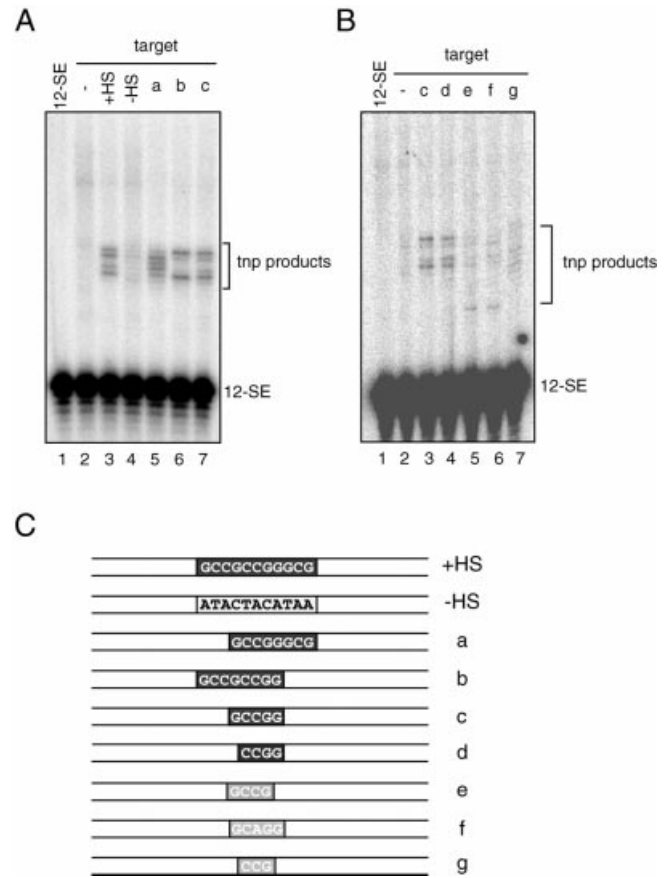 A
target
12-SE - +HS -HS a b c
tnp products
12-SE
1 2 3 4 5 6 7
B
target
12-SE - c d e f g
tnp products
12-SE
1 2 3 4 5 6 7
C
GCCGCCGGGCG +HS
ATACTACATAA -HS
GCCGGGCG a
GCCGCCGG b
GCCGG c
CCGG d
GCCG e
GCAGG f
CCG g